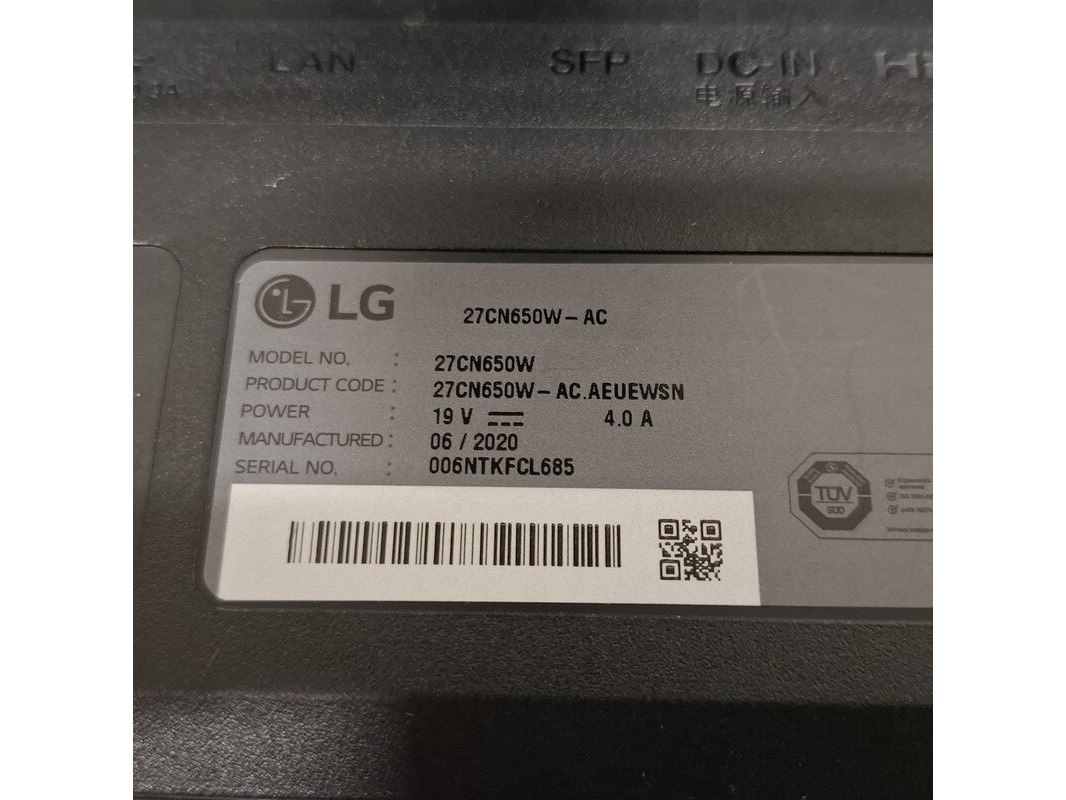 LAN
SFP
DC-IN
电源输入
LG
27CN650W-AC
MODEL NO. : 27CN650W
PRODUCT CODE : 27CN650W-AC.AEUEWSN
POWER : 19 V 4.0 A
MANUFACTURED : 06 / 2020
SERIAL NO. : 006NTKFCL685
TÜV
SÜD